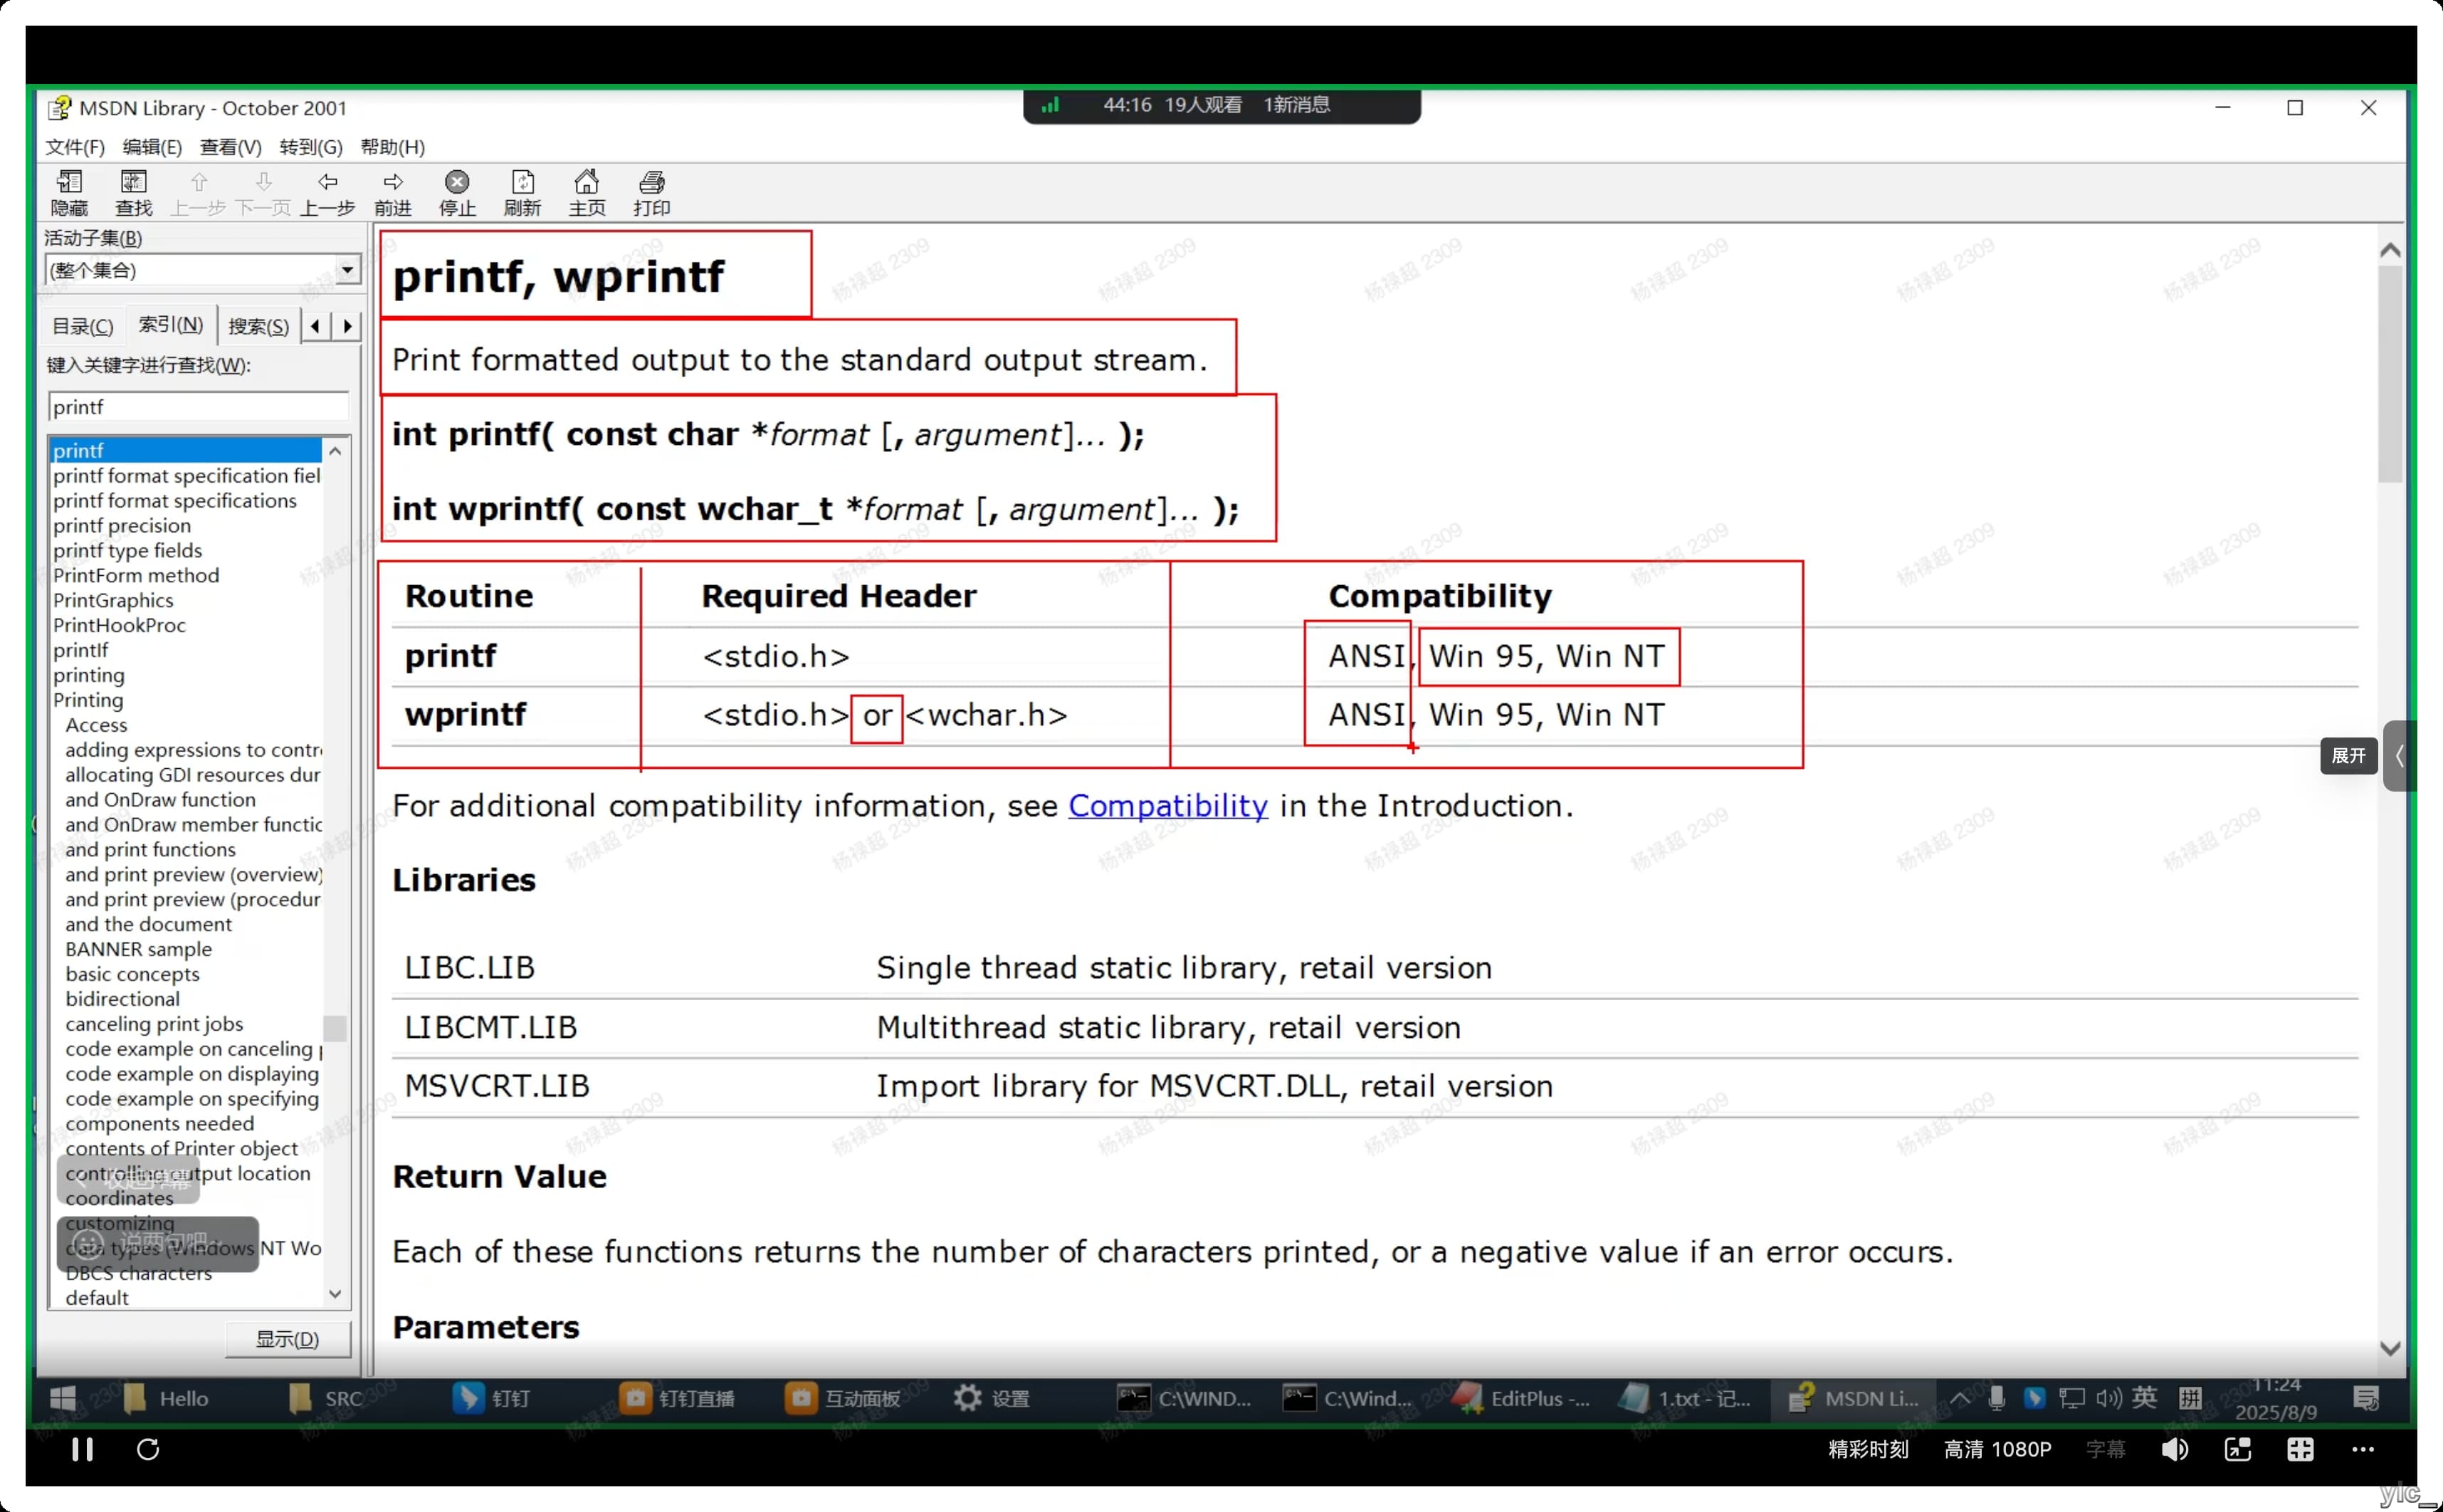 MSDN Library - October 2001
44:16 19人观看 1新消息
文件(F) 编辑(E) 查看(V) 转到(G) 帮助(H)
隐藏 查找 上一步 下一页 上一步 前进 停止 刷新 主页 打印
活动子集(B)
(整个集合)
目录(C) 索引(N) 搜索(S)
键入关键字进行查找(W):
printf
printf
printf format specification fiel
printf format specifications
printf precision
printf type fields
PrintForm method
PrintGraphics
PrintHookProc
printIf
printing
Printing
Access
adding expressions to contr
allocating GDI resources dur
and OnDraw function
and OnDraw member functic
and print functions
and print preview (overview)
and print preview (procedur
and the document
BANNER sample
basic concepts
bidirectional
canceling print jobs
code example on canceling p
code example on displaying
code example on specifying
components needed
contents of Printer object
controlling output location
coordinates
customizing
data types (Windows NT Wo
DBCS characters
default
收起弹幕
说两句吧~
显示(D)
printf, wprintf
Print formatted output to the standard output stream.
int printf( const char *format [, argument]... );
int wprintf( const wchar_t *format [, argument]... );
Routine Required Header Compatibility
printf <stdio.h> ANSI, Win 95, Win NT
wprintf <stdio.h> or <wchar.h> ANSI, Win 95, Win NT
For additional compatibility information, see Compatibility in the Introduction.
Libraries
LIBC.LIB Single thread static library, retail version
LIBCMT.LIB Multithread static library, retail version
MSVCRT.LIB Import library for MSVCRT.DLL, retail version
Return Value
Each of these functions returns the number of characters printed, or a negative value if an error occurs.
Parameters
展开
杨禄超 2309
Hello SRC 钉钉 钉钉直播 互动面板 设置 C:\WIND... C:\Wind... EditPlus -... 1.txt - 记... MSDN Li... 英 拼 11:24
2025/8/9
精彩时刻 高清 1080P 字幕
ylc_